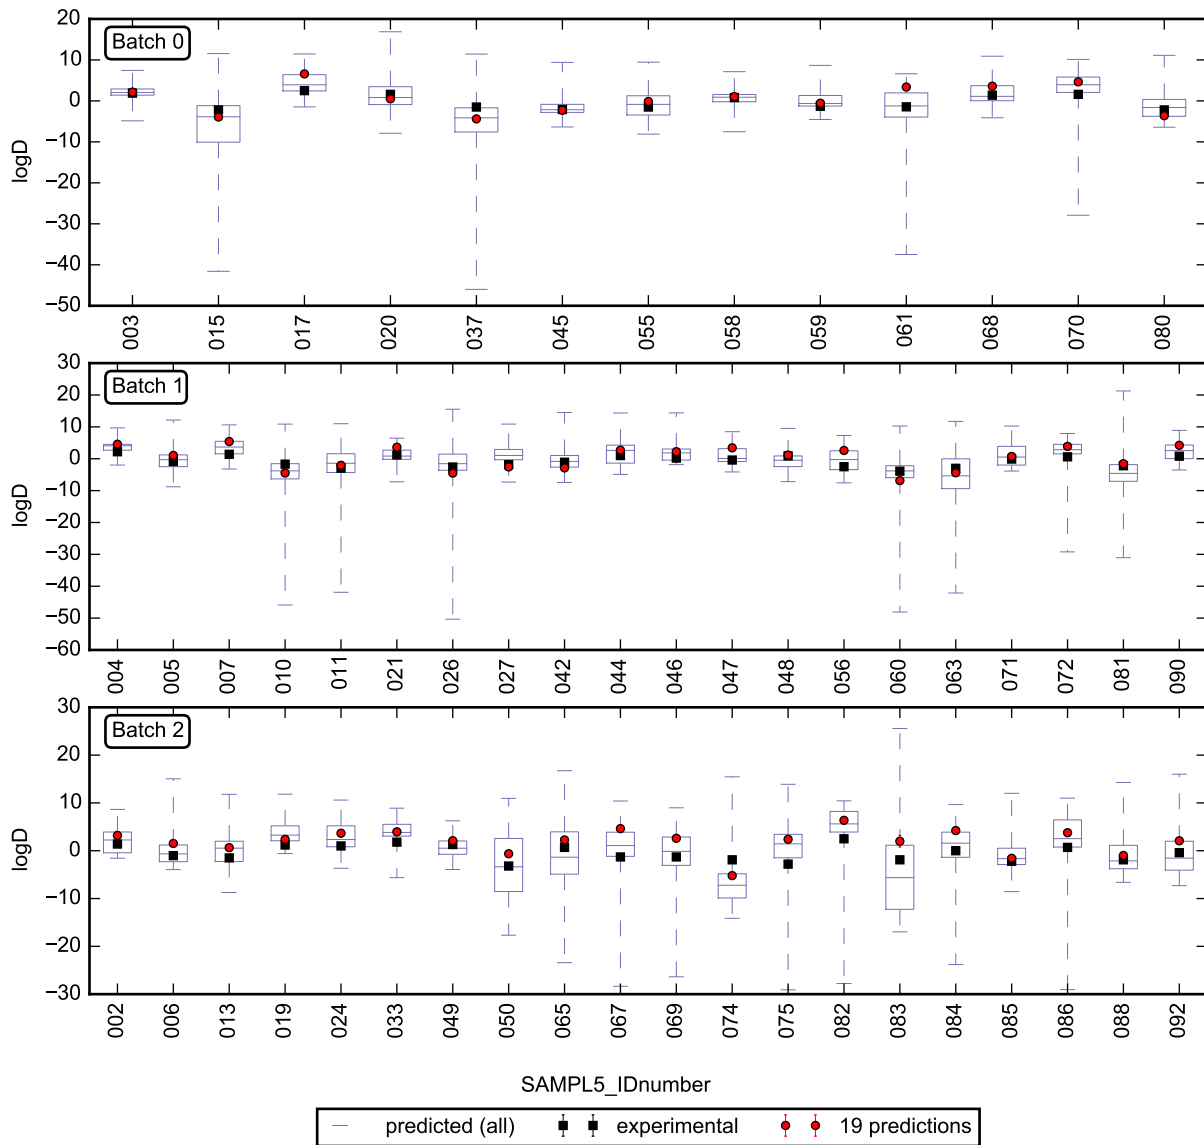 20
Batch 0
10
0
−10
−20
−30
−40
−50
logD
003 015 017 020 037 045 055 058 059 061 068 070 080
30
Batch 1
20
10
0
−10
−20
−30
−40
−50
−60
logD
004 005 007 010 011 021 026 027 042 044 046 047 048 056 060 063 071 072 081 090
30
Batch 2
20
10
0
−10
−20
−30
logD
002 006 013 019 024 033 049 050 065 067 069 074 075 082 083 084 085 086 088 092
SAMPL5_IDnumber
predicted (all) experimental 19 predictions